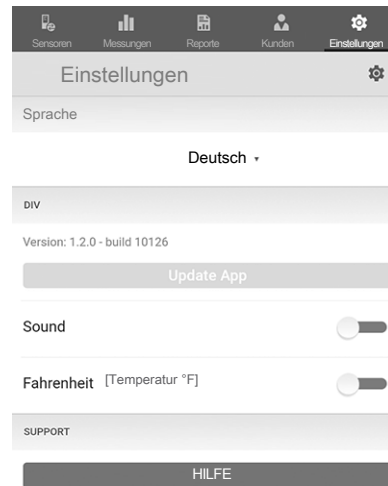 Sensoren Messungen Reporte Kunden Einstellungen
Einstellungen
Sprache
Deutsch
DIV
Version: 1.2.0 - build 10126
Update App
Sound
Fahrenheit [Temperatur °F]
SUPPORT
HILFE